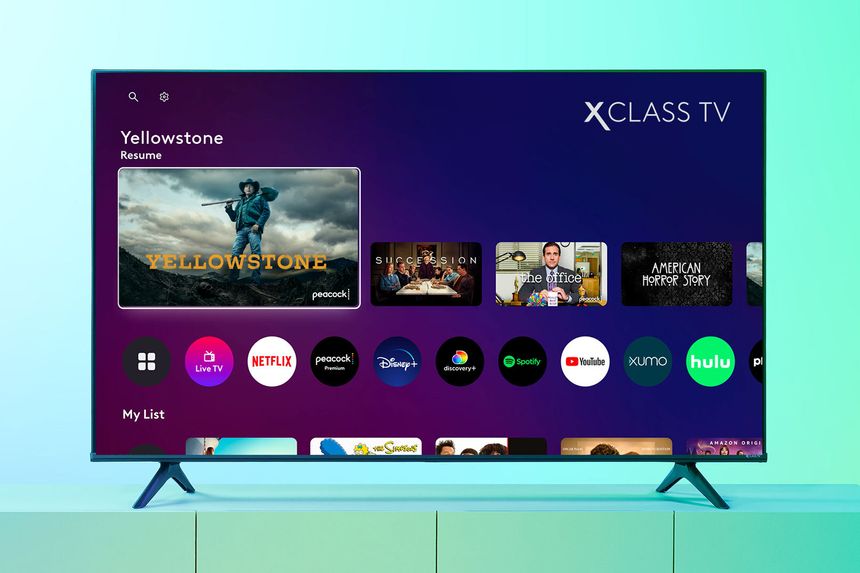 XCLASS TV
Yellowstone
Resume
YELLOWSTONE
peacock
SUCCESSION
the office
peacock
AMERICAN
HORROR STORY
Live TV
NETFLIX
peacock
Premium
Disney+
discovery+
Spotify
YouTube
XUMO
hulu
My List
THE SIMPSONS
AMAZON ORIGI